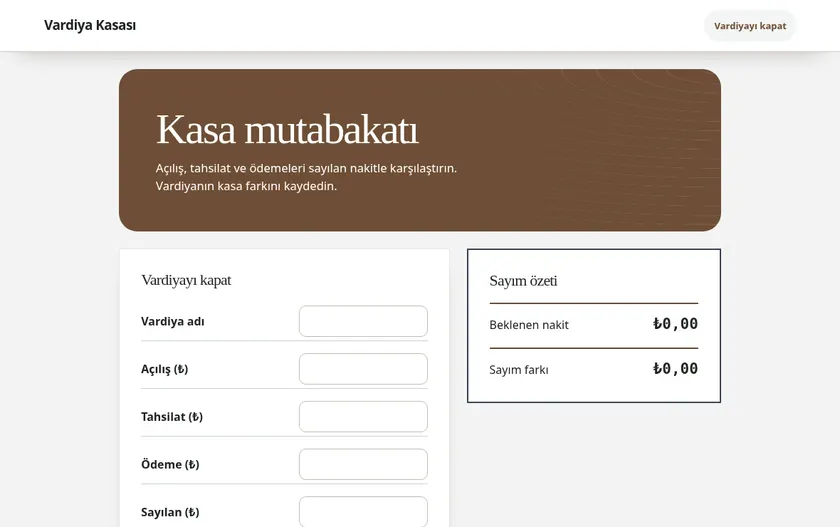 Vardiya Kasası
Vardiyayı kapat
Kasa mutabakatı
Açılış, tahsilat ve ödemeleri sayılan nakitle karşılaştırın.
Vardiyanın kasa farkını kaydedin.
Vardiyayı kapat
Vardiya adı
Açılış (₺)
Tahsilat (₺)
Ödeme (₺)
Sayılan (₺)
Sayım özeti
Beklenen nakit ₺0,00
Sayım farkı ₺0,00